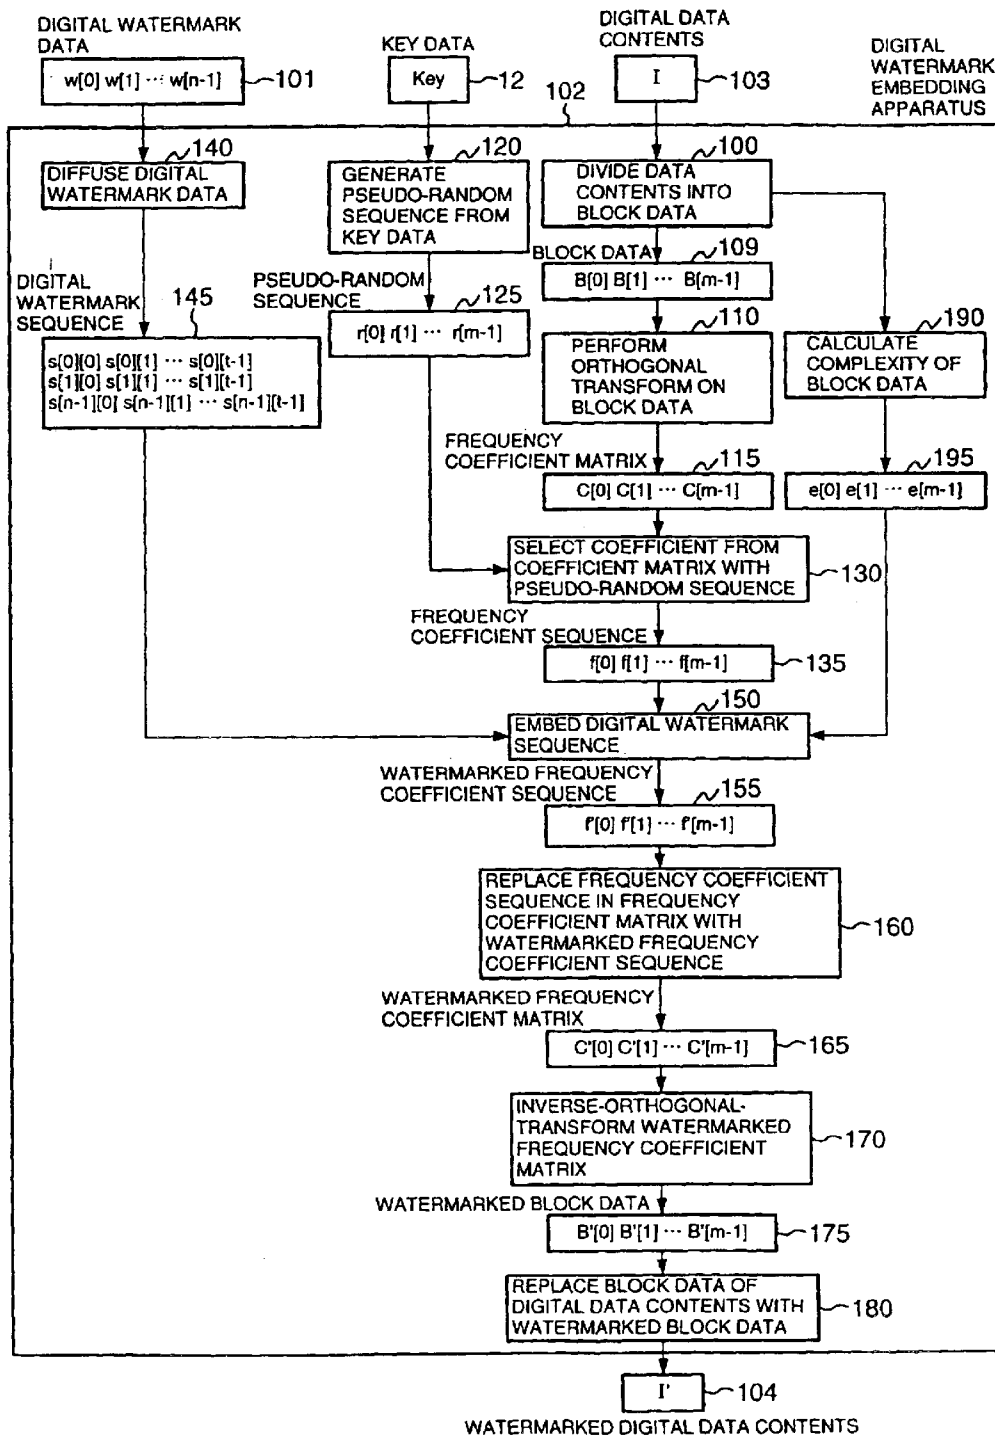 DIGITAL WATERMARK
DATA
w[0] w[1] ··· w[n-1]
101
KEY DATA
Key
12
DIGITAL DATA
CONTENTS
I
103
DIGITAL
WATERMARK
EMBEDDING
APPARATUS
102
140
DIFFUSE DIGITAL
WATERMARK DATA
120
GENERATE
PSEUDO-RANDOM
SEQUENCE FROM
KEY DATA
100
DIVIDE DATA
CONTENTS INTO
BLOCK DATA
BLOCK DATA
109
B[0] B[1] ··· B[m-1]
DIGITAL
WATERMARK
SEQUENCE
145
s[0][0] s[0][1] ··· s[0][t-1]
s[1][0] s[1][1] ··· s[1][t-1]
s[n-1][0] s[n-1][1] ··· s[n-1][t-1]
PSEUDO-RANDOM
SEQUENCE
125
r[0] r[1] ··· r[m-1]
110
PERFORM
ORTHOGONAL
TRANSFORM ON
BLOCK DATA
190
CALCULATE
COMPLEXITY OF
BLOCK DATA
FREQUENCY
COEFFICIENT MATRIX
115
C[0] C[1] ··· C[m-1]
195
e[0] e[1] ··· e[m-1]
SELECT COEFFICIENT FROM
COEFFICIENT MATRIX WITH
PSEUDO-RANDOM SEQUENCE
130
FREQUENCY
COEFFICIENT SEQUENCE
f[0] f[1] ··· f[m-1]
135
150
EMBED DIGITAL WATERMARK
SEQUENCE
WATERMARKED FREQUENCY
COEFFICIENT SEQUENCE
155
f'[0] f'[1] ··· f'[m-1]
REPLACE FREQUENCY COEFFICIENT
SEQUENCE IN FREQUENCY
COEFFICIENT MATRIX WITH
WATERMARKED FREQUENCY
COEFFICIENT SEQUENCE
160
WATERMARKED FREQUENCY
COEFFICIENT MATRIX
C'[0] C'[1] ··· C'[m-1]
165
INVERSE-ORTHOGONAL-
TRANSFORM WATERMARKED
FREQUENCY COEFFICIENT
MATRIX
170
WATERMARKED BLOCK DATA
B'[0] B'[1] ··· B'[m-1]
175
REPLACE BLOCK DATA OF
DIGITAL DATA CONTENTS WITH
WATERMARKED BLOCK DATA
180
I'
104
WATERMARKED DIGITAL DATA CONTENTS